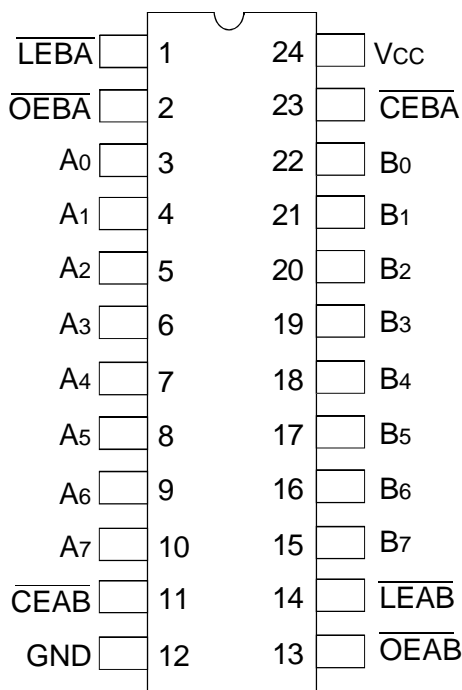 LEBA 1 24 VCC
OEBA 2 23 CEBA
A0 3 22 B0
A1 4 21 B1
A2 5 20 B2
A3 6 19 B3
A4 7 18 B4
A5 8 17 B5
A6 9 16 B6
A7 10 15 B7
CEAB 11 14 LEAB
GND 12 13 OEAB